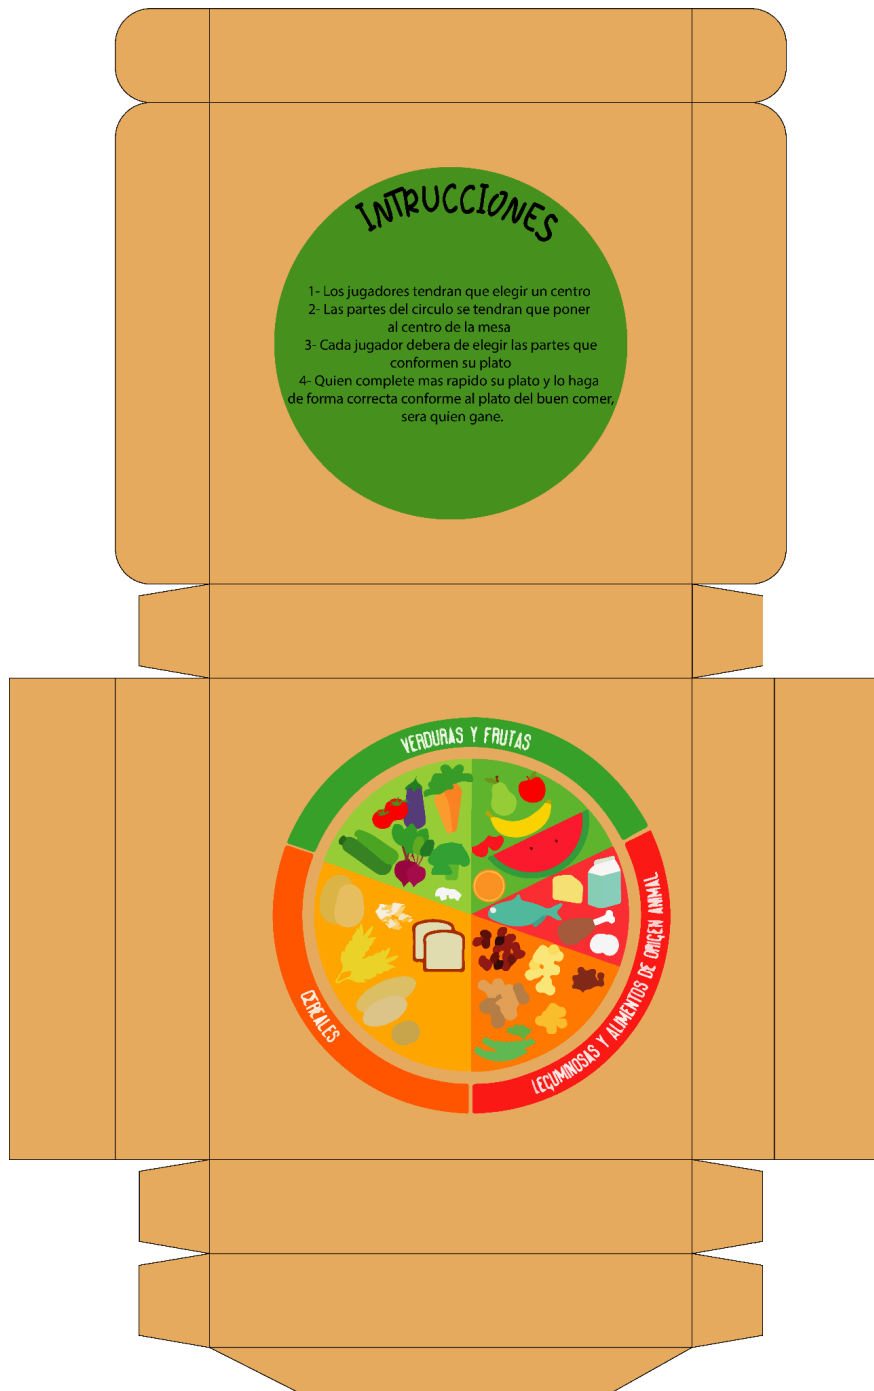 INTRUCCIONES
1- Los jugadores tendran que elegir un centro
2- Las partes del circulo se tendran que poner
al centro de la mesa
3- Cada jugador debera de elegir las partes que
conformen su plato
4- Quien complete mas rapido su plato y lo haga
de forma correcta conforme al plato del buen comer,
sera quien gane.
VERDURAS Y FRUTAS
LEGUMINOSAS Y ALIMENTOS DE ORIGEN ANIMAL
CEREALES